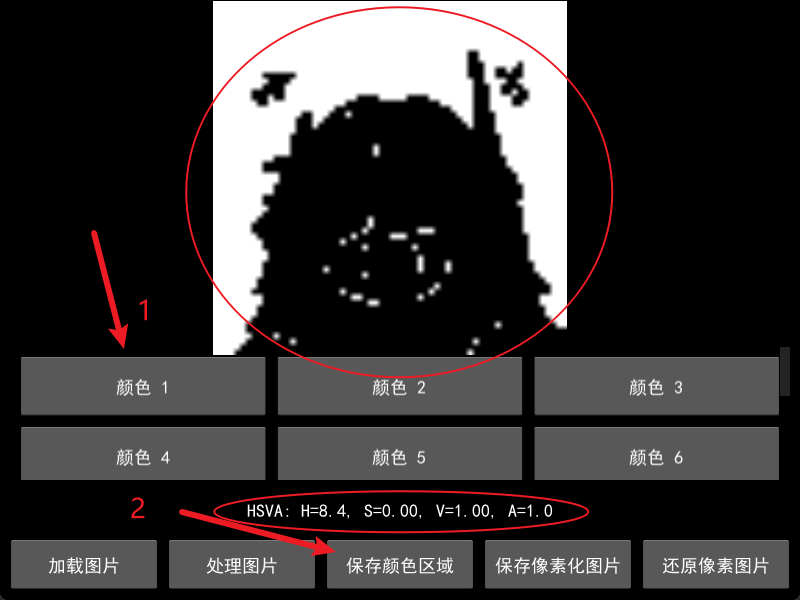 1
颜色 1
颜色 2
颜色 3
颜色 4
颜色 5
颜色 6
2
HSVA: H=8.4, S=0.00, V=1.00, A=1.0
加载图片
处理图片
保存颜色区域
保存像素化图片
还原像素图片